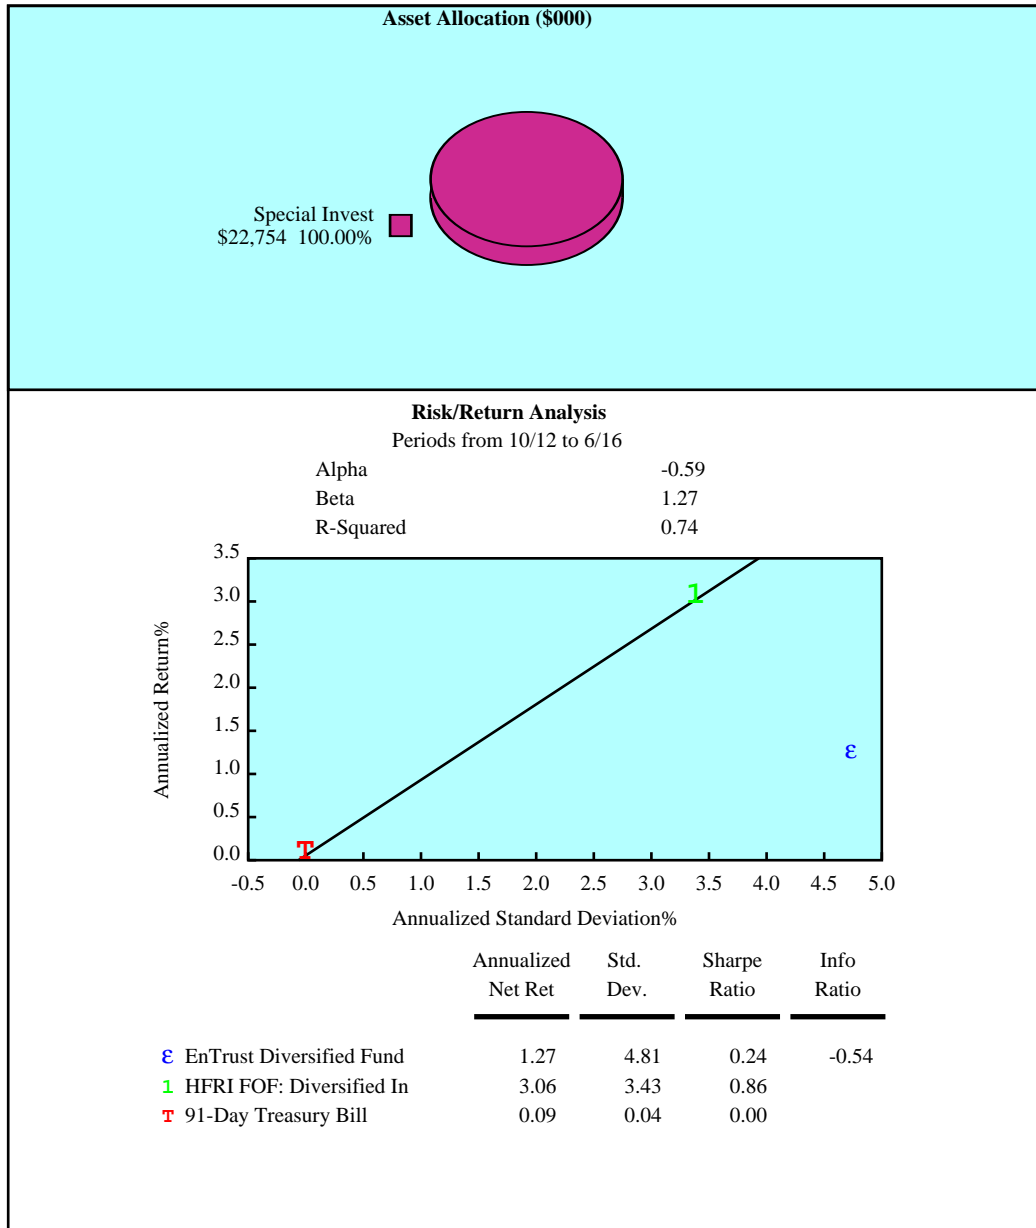 Asset Allocation ($000)
Special Invest
$22,754 100.00%
Risk/Return Analysis
Periods from 10/12 to 6/16
Alpha -0.59
Beta 1.27
R-Squared 0.74
Annualized Return%
3.5
3.0
2.5
2.0
1.5
1.0
0.5
0.0
1
ε
T
-0.5 0.0 0.5 1.0 1.5 2.0 2.5 3.0 3.5 4.0 4.5 5.0
Annualized Standard Deviation%
Annualized Std. Sharpe Info
Net Ret Dev. Ratio Ratio
ε EnTrust Diversified Fund 1.27 4.81 0.24 -0.54
1 HFRI FOF: Diversified In 3.06 3.43 0.86
T 91-Day Treasury Bill 0.09 0.04 0.00